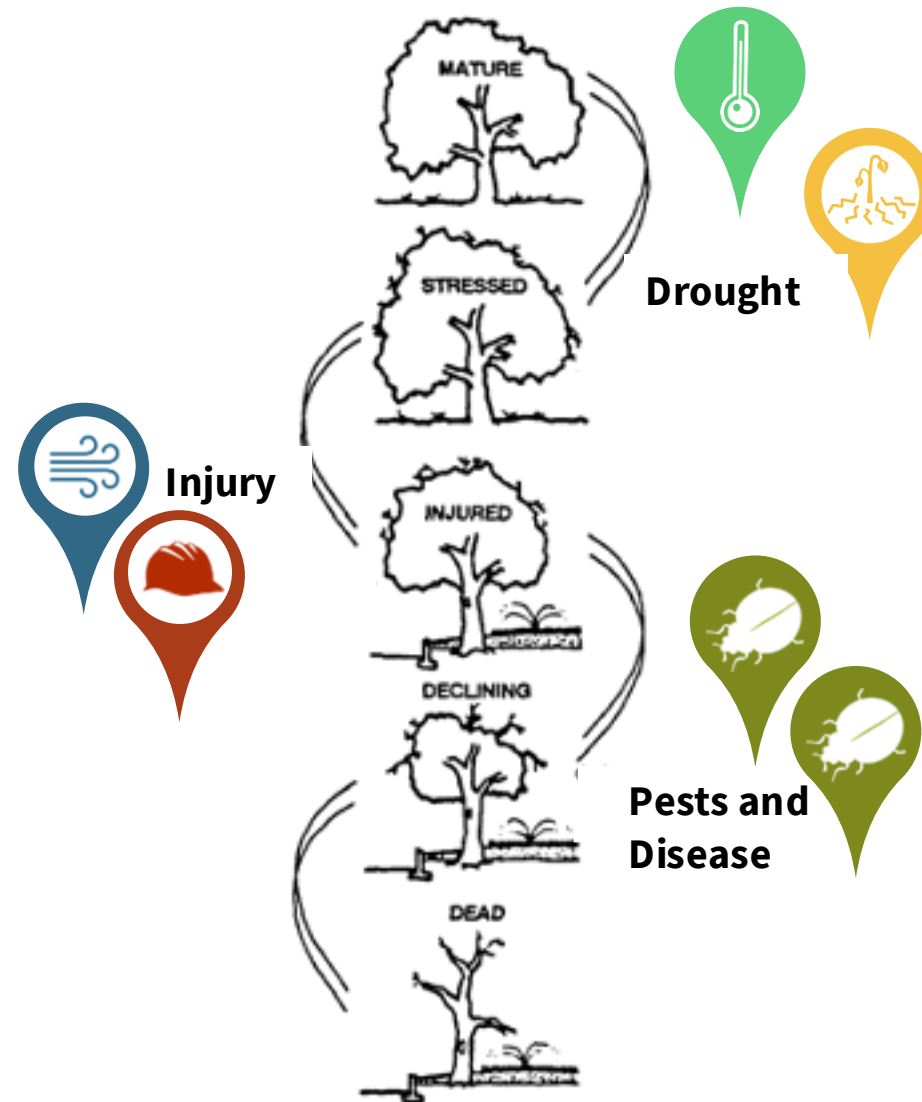 MATURE
STRESSED
Drought
Injury
INJURED
DECLINING
Pests and
Disease
DEAD